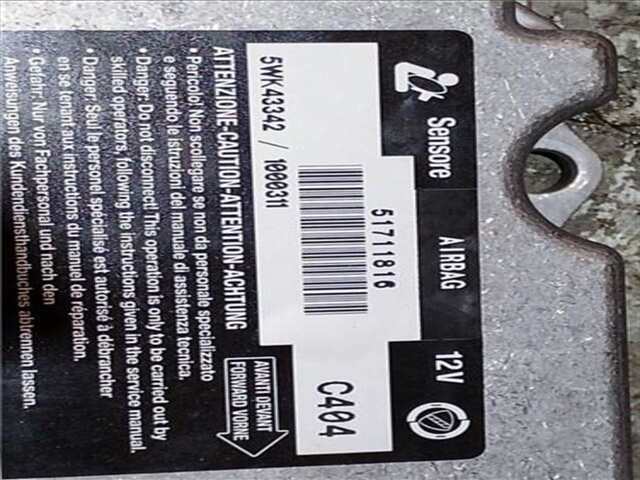 Sensore AIRBAG 12V
51711816
5WK43342 / 1000311
C404
AVANTI DEVANT
FORWARD VORNE
ATTENZIONE-CAUTION-ATTENTION-ACHTUNG
• Pericolo! Non scollegare se non da personale specializzato
e seguendo le istruzioni del manuale di assistenza tecnica.
• Danger: Do not disconnect! This operation is only to be carried out by
skilled operators, following the instructions given in the service manual
• Danger: Seul le personel spécialisé est autorisé à débrancher
en se tenant aux instructions du manuel de réparation.
• Gefahr: Nur von Fachpersonal und nach den
Anweisungen des Kundendiensthandbuches abtrennen lassen.